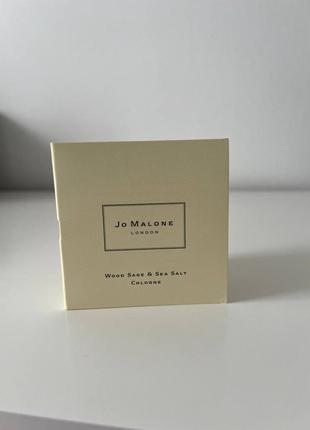 Jo Malone
London
Wood Sage & Sea Salt
Cologne